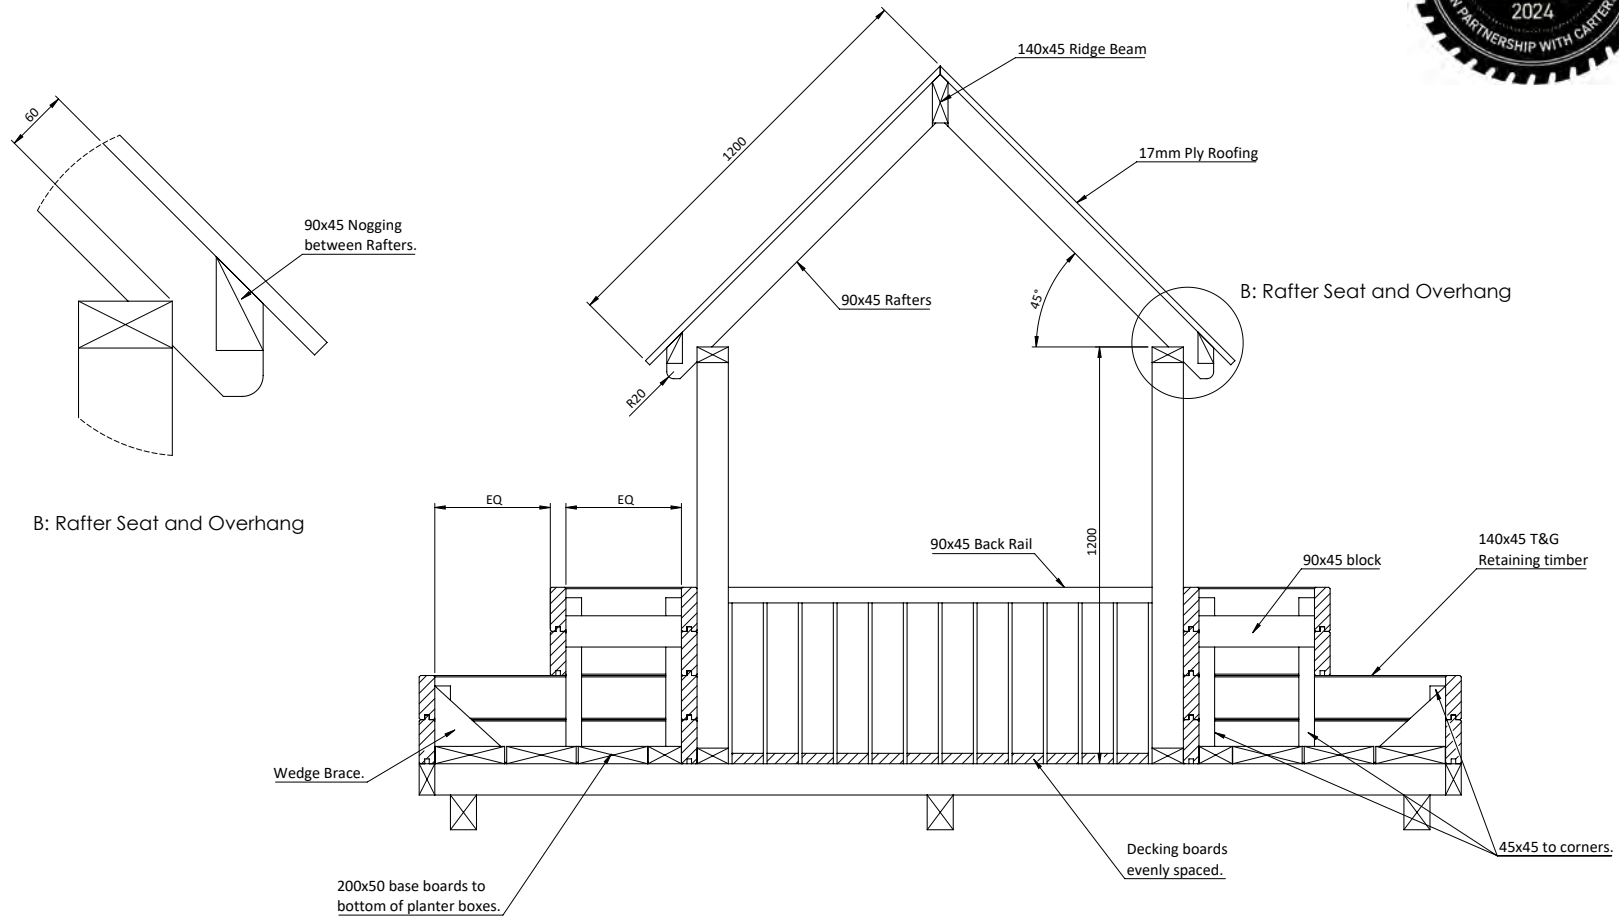 2024
N PARTNERSHIP WITH CARTERS
140x45 Ridge Beam
60
1200
17mm Ply Roofing
90x45 Nogging
between Rafters.
45°
90x45 Rafters
B: Rafter Seat and Overhang
R20
B: Rafter Seat and Overhang
EQ
EQ
1200
90x45 Back Rail
90x45 block
140x45 T&G
Retaining timber
Wedge Brace.
200x50 base boards to
bottom of planter boxes.
Decking boards
evenly spaced.
45x45 to corners.